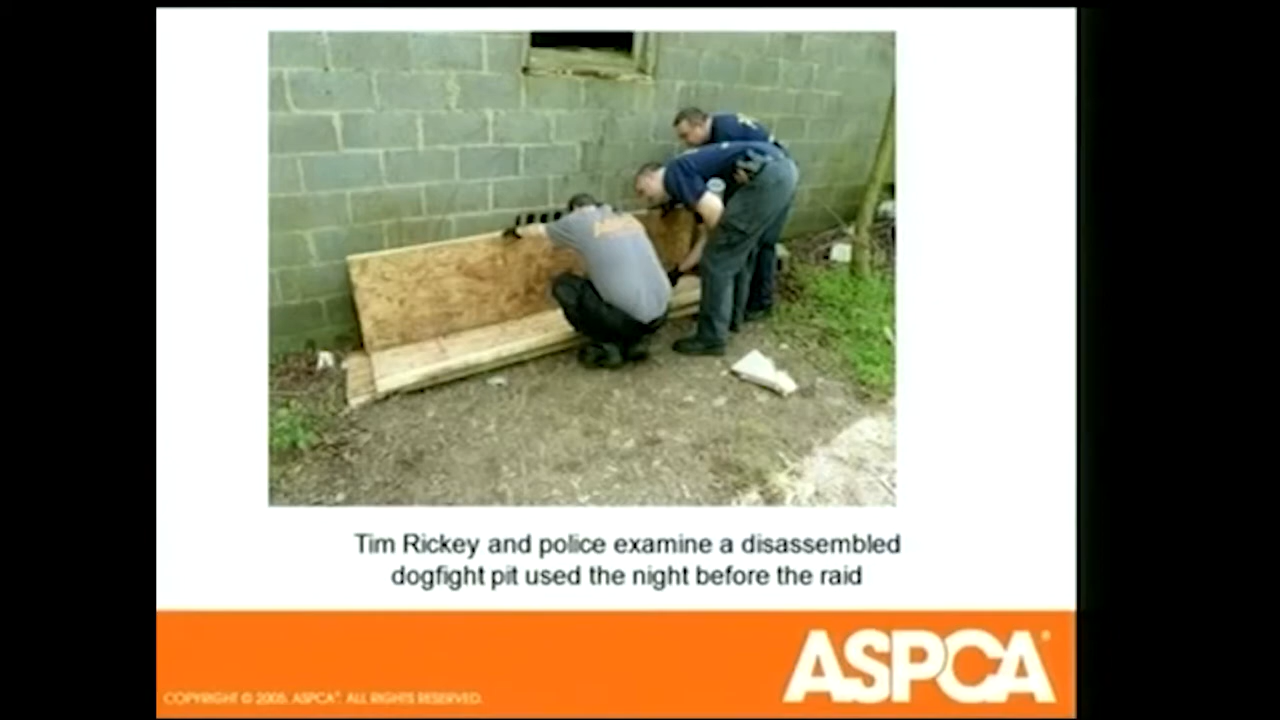 Tim Rickey and police examine a disassembled
dogfight pit used the night before the raid
ASPCA®
COPYRIGHT © 2005. ASPCA®. ALL RIGHTS RESERVED.